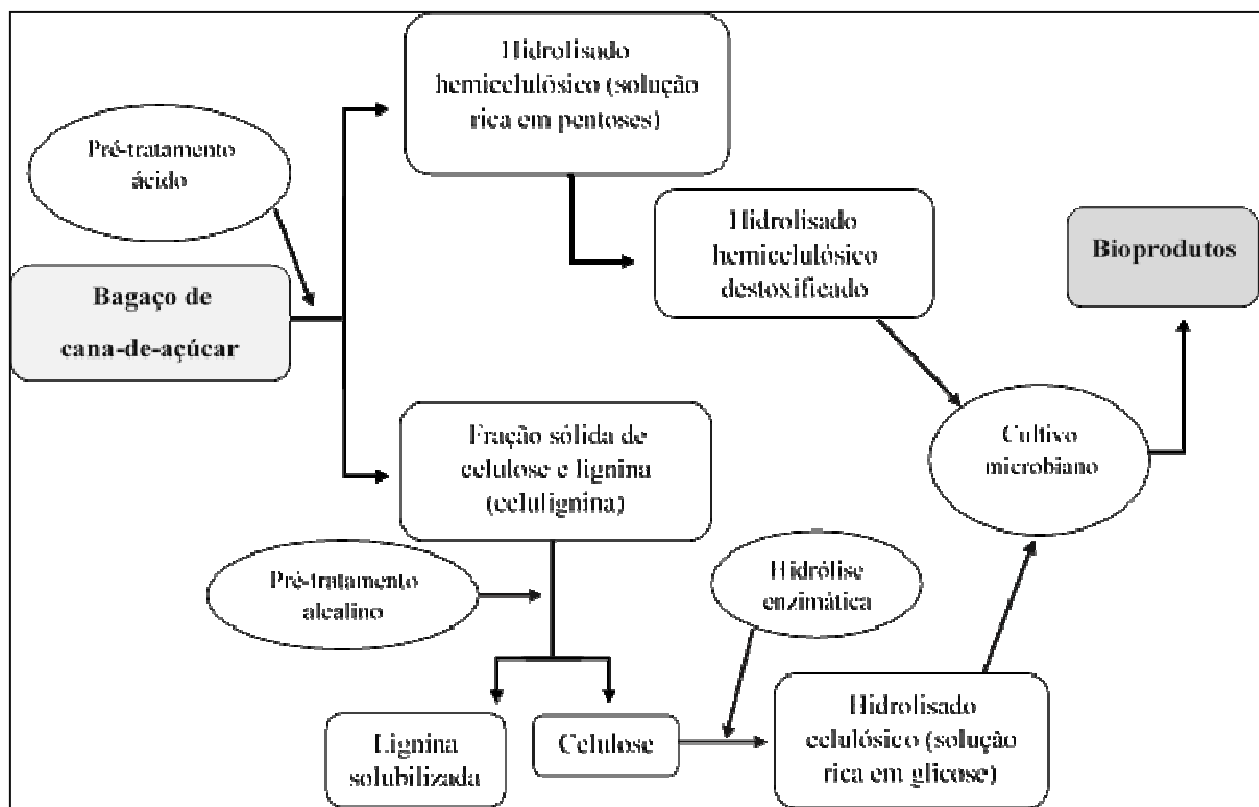 Hidrolisado
hemicelulósico (solução
rica em pentoses)
Pré-tratamento
ácido
Hidrolisado
hemicelulósico
destoxificado
Bioprodutos
Bagaço de
cana-de-açúcar
Fração sólida de
celulose e lignina
(celulignina)
Cultivo
microbiano
Pré-tratamento
alcalino
Hidrólise
enzimática
Lignina
solubilizada
Celulose
Hidrolisado
celulósico (solução
rica em glicose)